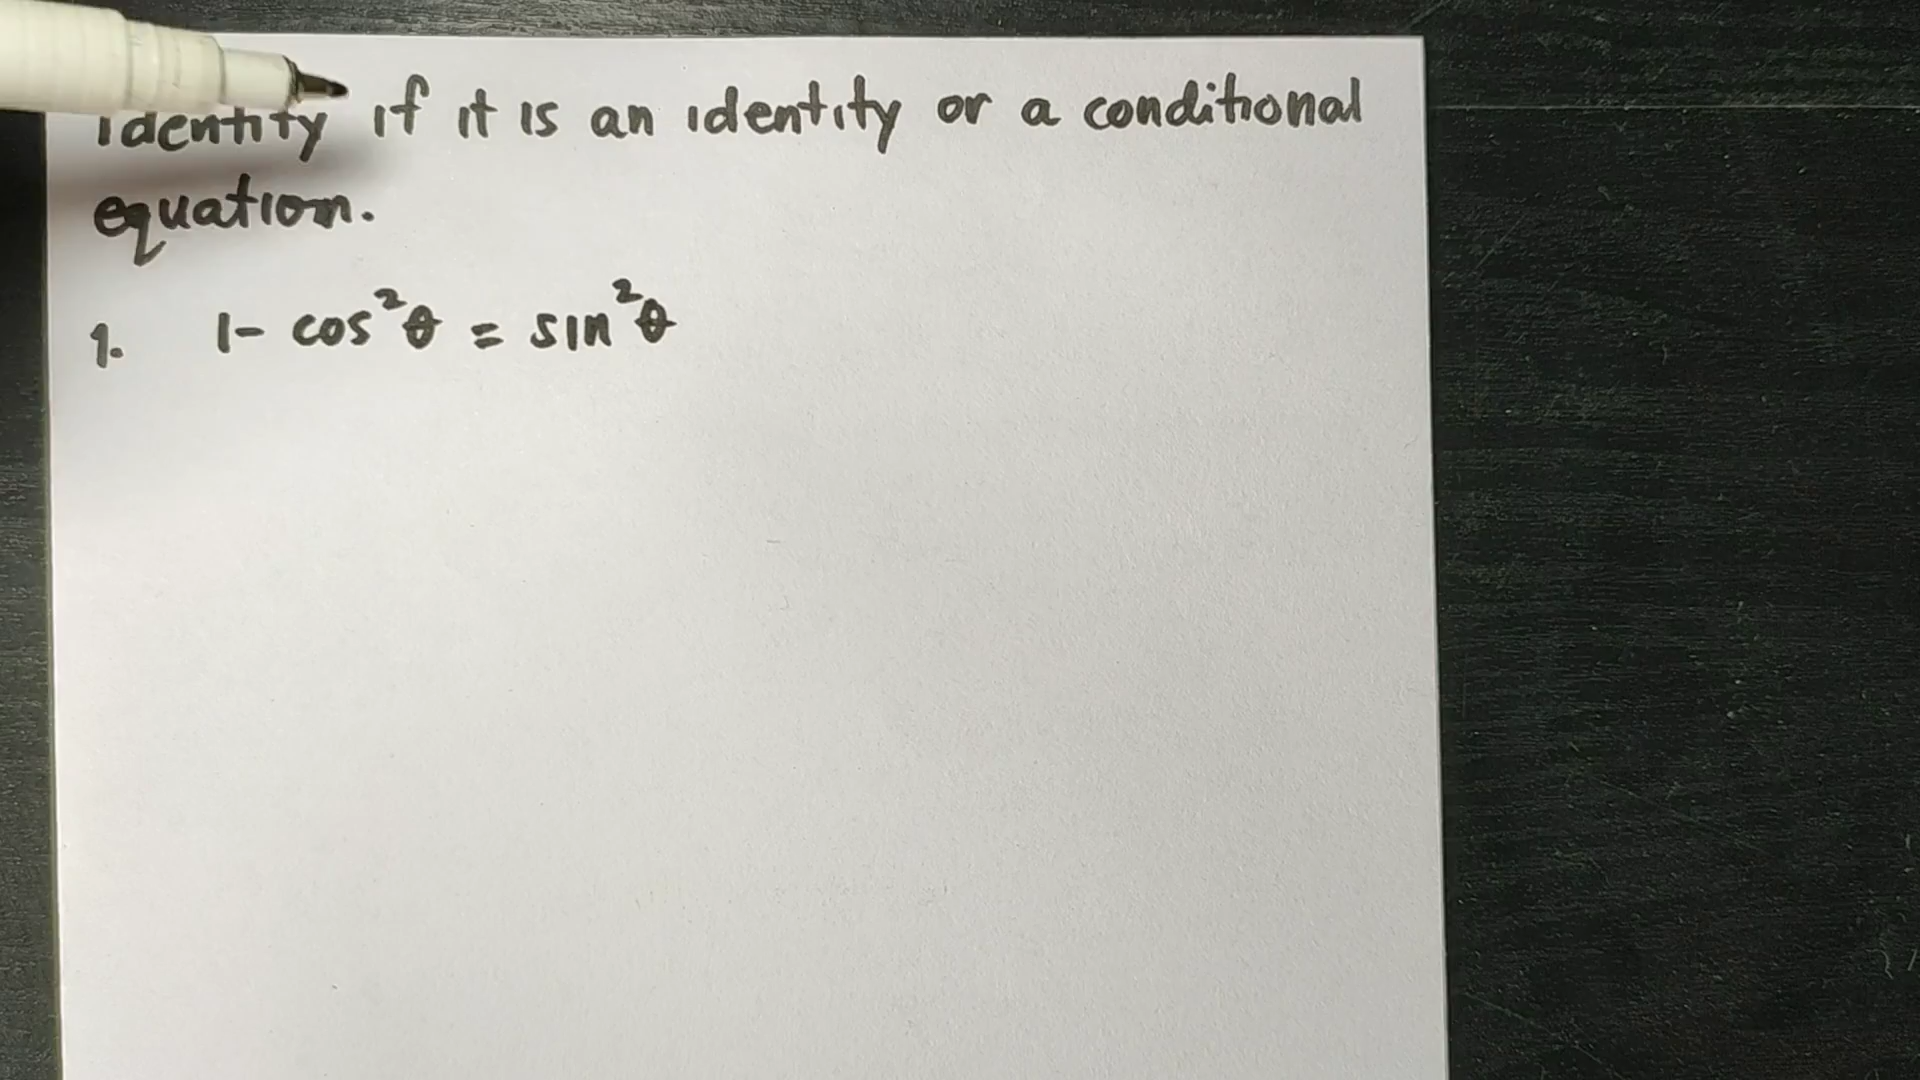 identity if it is an identity or a conditional
equation.
1. 1 - cos²θ = sin²θ